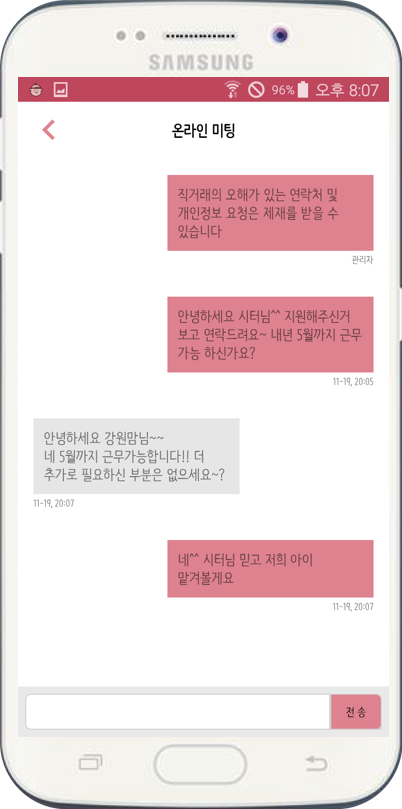 SAMSUNG
96% 오후 8:07
온라인 미팅
직거래의 오해가 있는 연락처 및
개인정보 요청은 제재를 받을 수
있습니다
관리자
안녕하세요 시터님^^ 지원해주신거
보고 연락드려요~ 내년 5월까지 근무
가능 하신가요?
11-19, 20:05
안녕하세요 강원맘님~~
네 5월까지 근무가능합니다!! 더
추가로 필요하신 부분은 없으세요~?
11-19, 20:07
네^^ 시터님 믿고 저희 아이
맡겨볼게요
11-19, 20:07
전 송